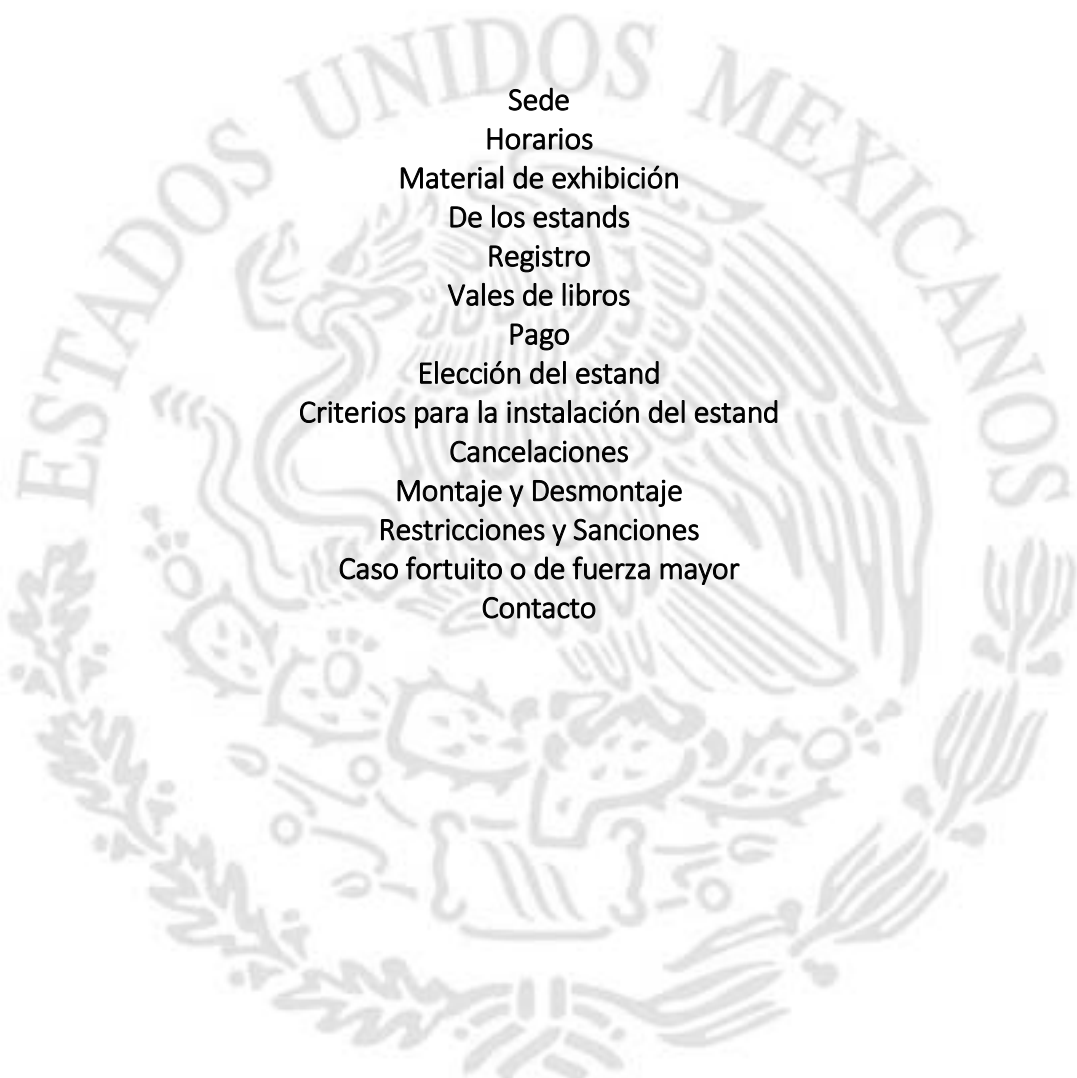 ESTADOS UNIDOS MEXICANOS
Sede
Horarios
Material de exhibición
De los estands
Registro
Vales de libros
Pago
Elección del estand
Criterios para la instalación del estand
Cancelaciones
Montaje y Desmontaje
Restricciones y Sanciones
Caso fortuito o de fuerza mayor
Contacto